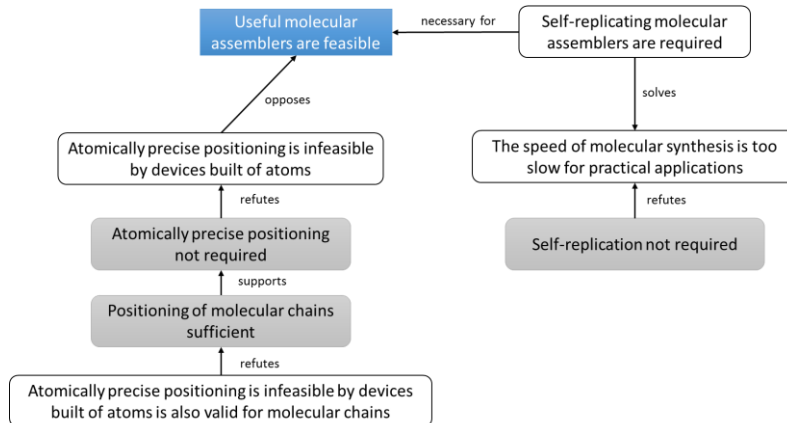 Useful molecular
assemblers are feasible
necessary for
Self-replicating molecular
assemblers are required
opposes
solves
Atomically precise positioning is infeasible
by devices built of atoms
The speed of molecular synthesis is too
slow for practical applications
refutes
refutes
Atomically precise positioning
not required
Self-replication not required
supports
Positioning of molecular chains
sufficient
refutes
Atomically precise positioning is infeasible by devices
built of atoms is also valid for molecular chains